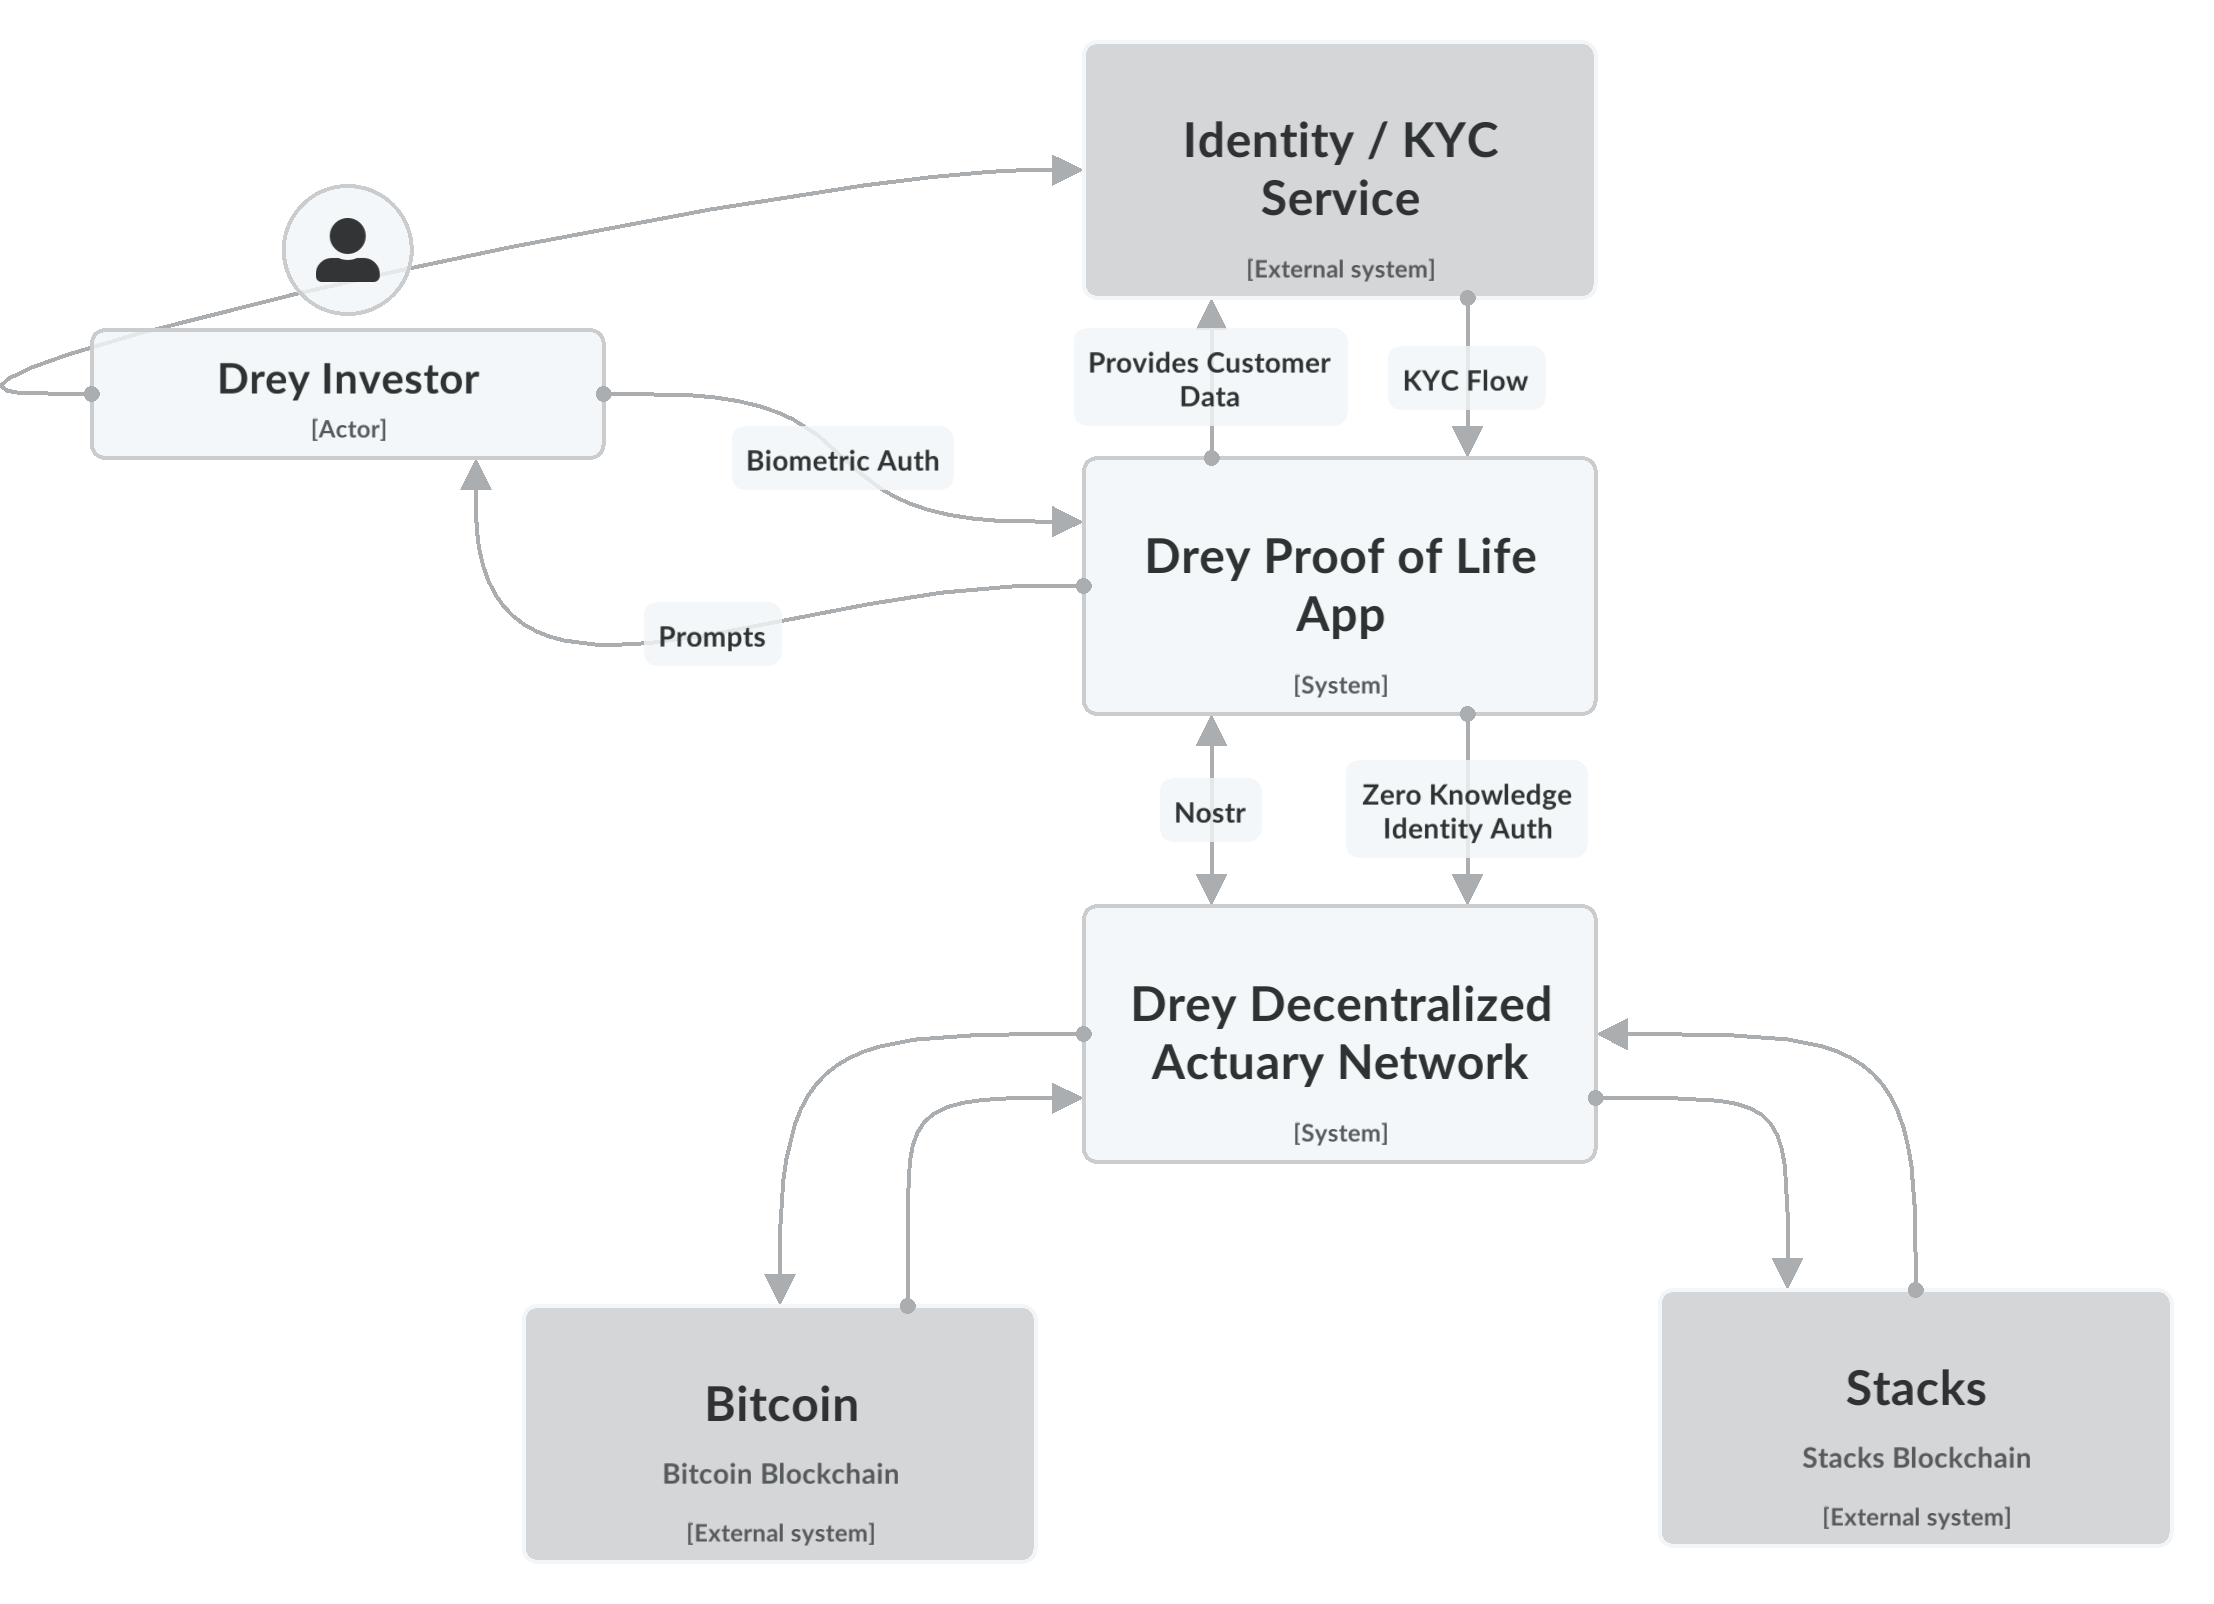 Identity / KYC
Service
[External system]
Drey Investor
[Actor]
Provides Customer
Data
KYC Flow
Biometric Auth
Drey Proof of Life
App
[System]
Prompts
Nostr
Zero Knowledge
Identity Auth
Drey Decentralized
Actuary Network
[System]
Bitcoin
Bitcoin Blockchain
[External system]
Stacks
Stacks Blockchain
[External system]